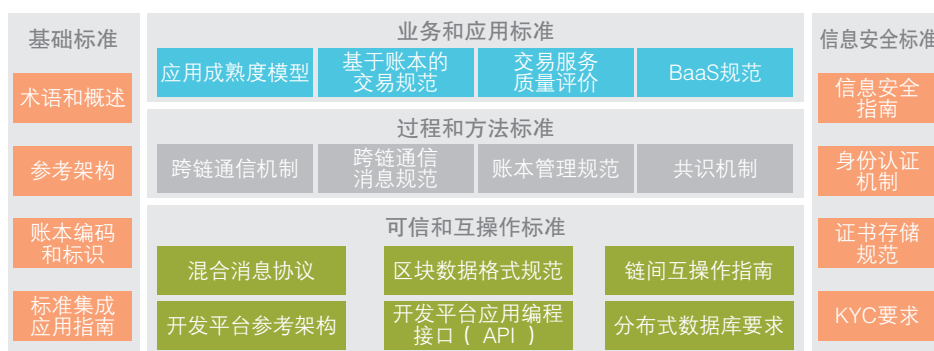 基础标准
术语和概述
参考架构
账本编码
和标识
标准集成
应用指南
业务和应用标准
应用成熟度模型
基于账本的
交易规范
交易服务
质量评价
BaaS规范
过程和方法标准
跨链通信机制
跨链通信
消息规范
账本管理规范
共识机制
可信和互操作标准
混合消息协议
区块数据格式规范
链间互操作指南
开发平台参考架构
开发平台应用编程
接口（ API ）
分布式数据库要求
信息安全标准
信息安全
指南
身份认证
机制
证书存储
规范
KYC要求